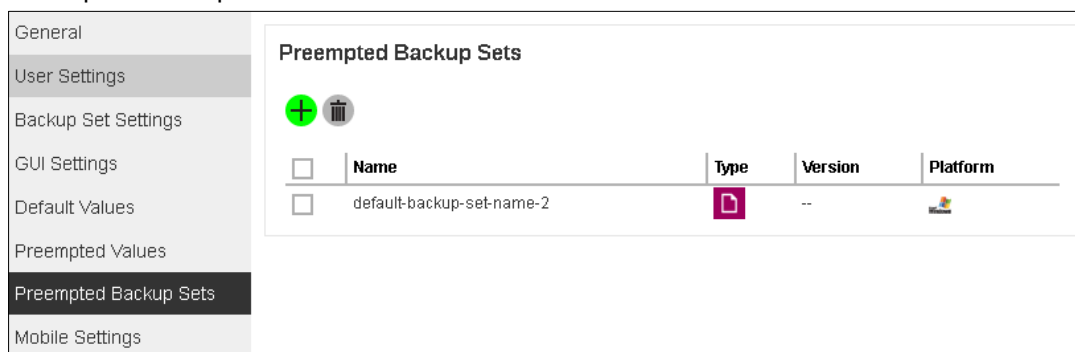 General
User Settings
Backup Set Settings
GUI Settings
Default Values
Preempted Values
Preempted Backup Sets
Mobile Settings
Preempted Backup Sets
Name Type Version Platform
default-backup-set-name-2 --